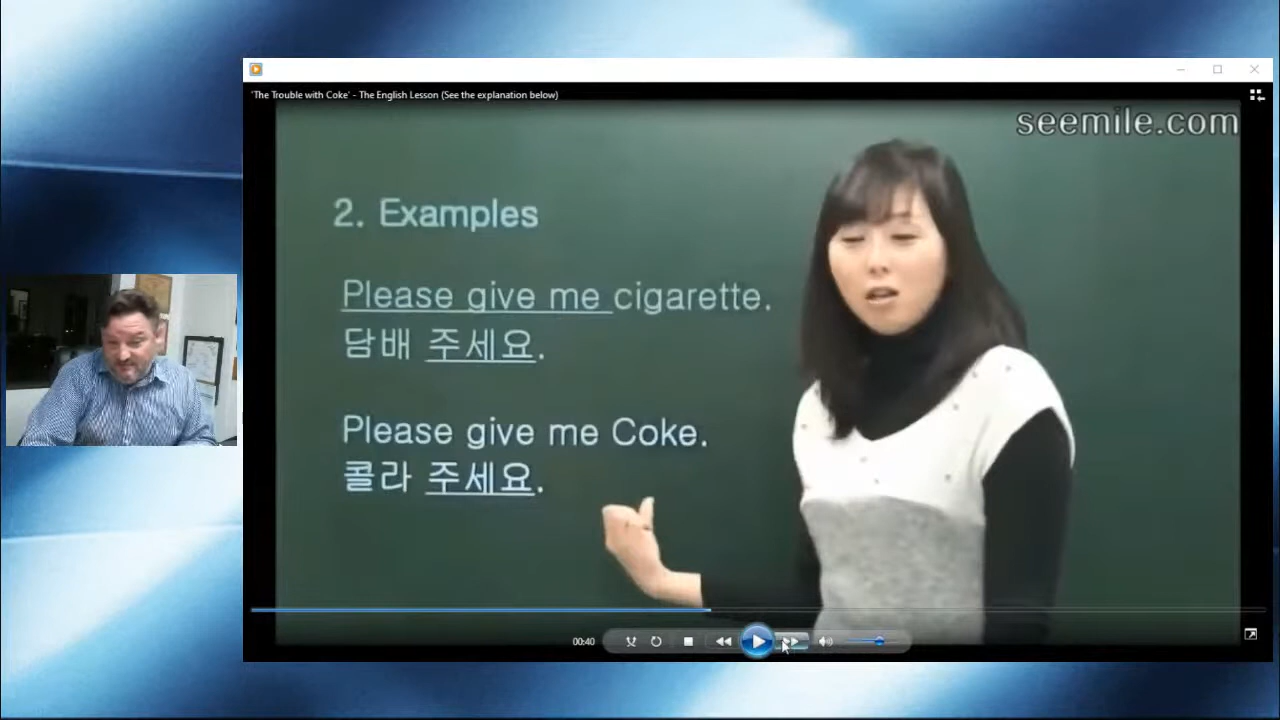 'The Trouble with Coke' - The English Lesson (See the explanation below)
seemile.com
2. Examples
Please give me cigarette.
담배 주세요.
Please give me Coke.
콜라 주세요.
00:40